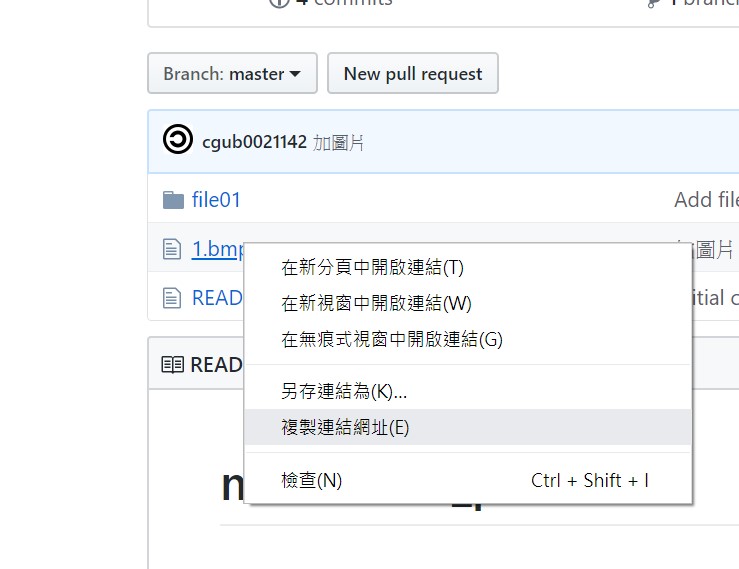 4 commits
Branch: master
New pull request
cgub0021142 加圖片
file01
Add file
1.bmp
圖片
READ
itial c
在新分頁中開啟連結(T)
在新視窗中開啟連結(W)
在無痕式視窗中開啟連結(G)
另存連結為(K)...
複製連結網址(E)
檢查(N) Ctrl + Shift + I
READ